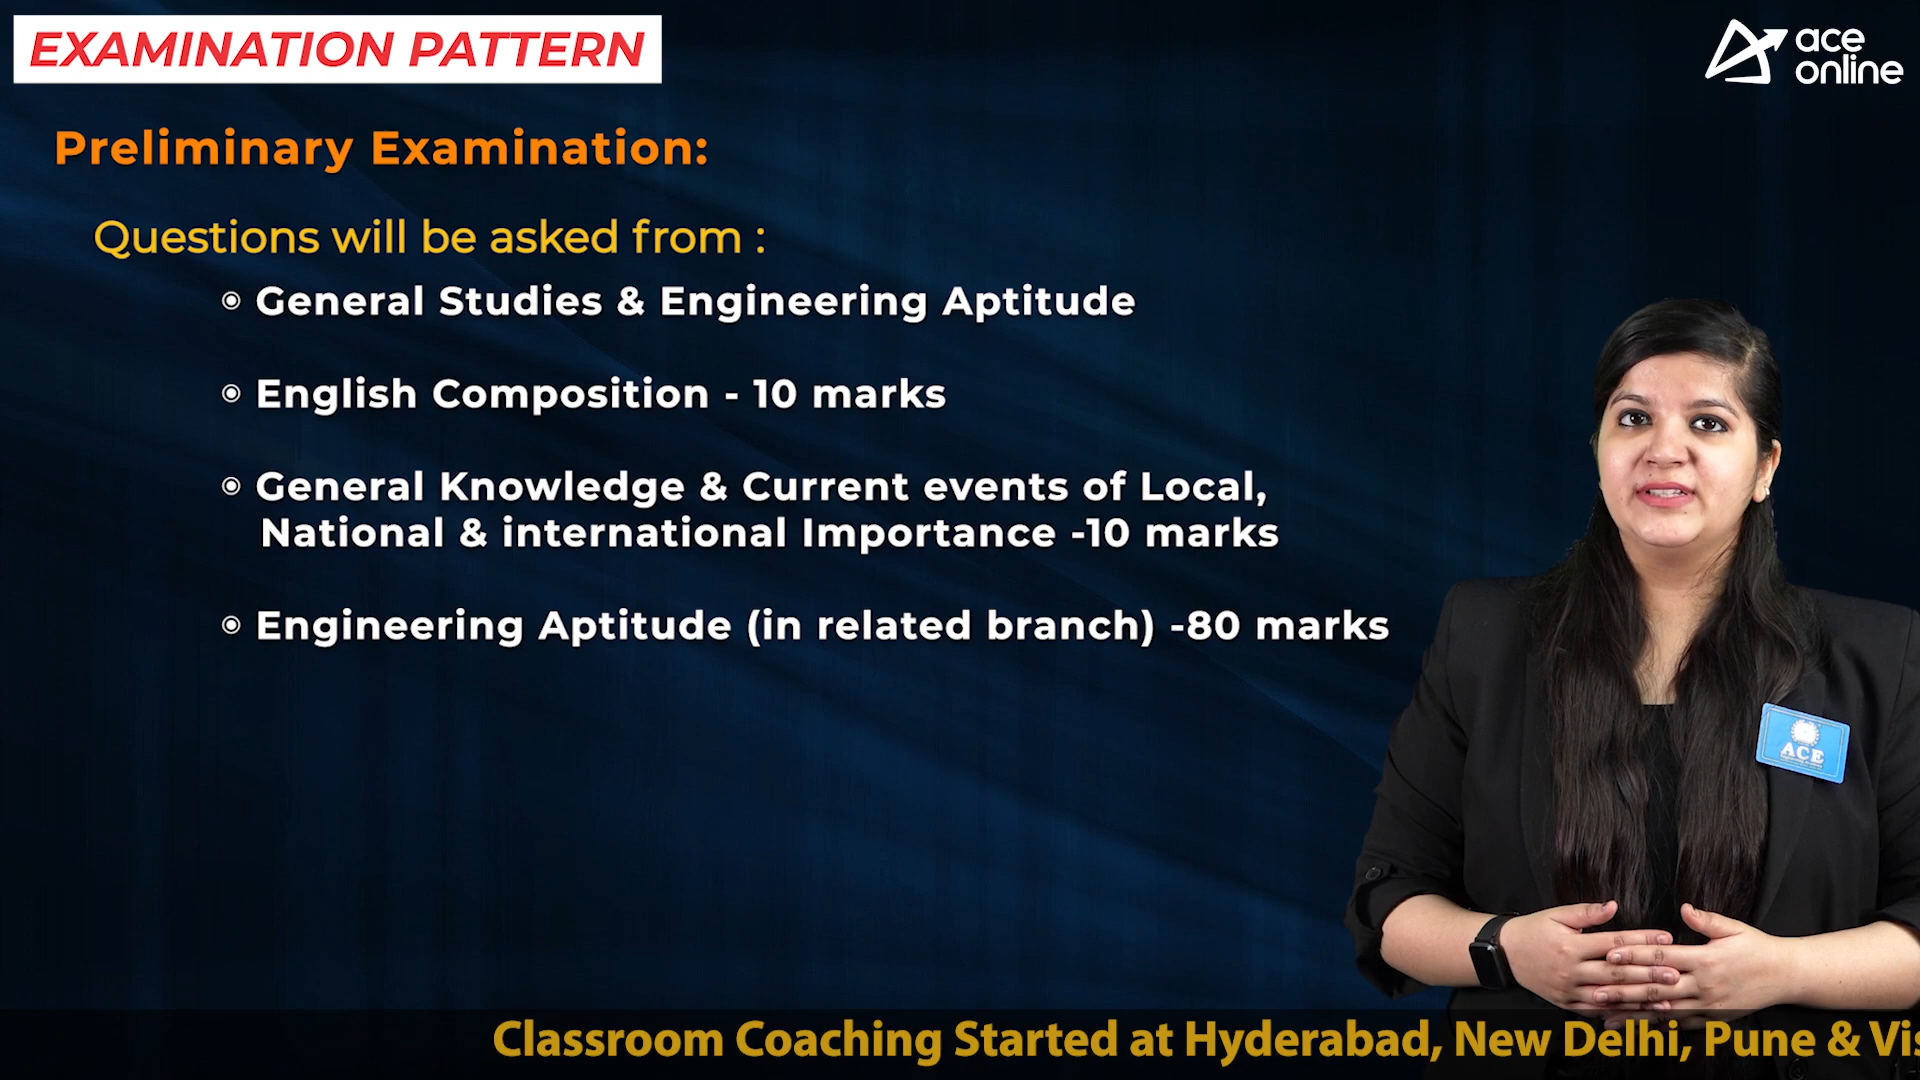 EXAMINATION PATTERN
ace
online
Preliminary Examination:
Questions will be asked from :
General Studies & Engineering Aptitude
English Composition - 10 marks
General Knowledge & Current events of Local,
National & international Importance -10 marks
Engineering Aptitude (in related branch) -80 marks
ACE
Classroom Coaching Started at Hyderabad, New Delhi, Pune & Vis